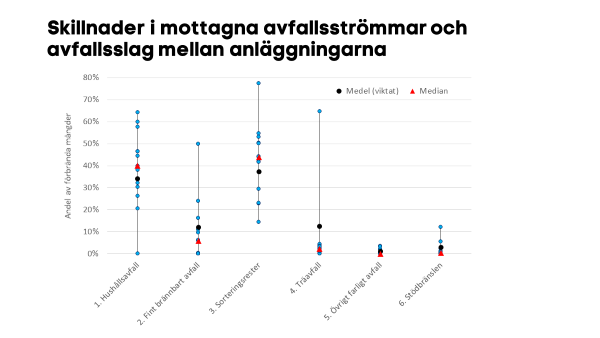 Skillnader i mottagna avfallsströmmar och
avfallsslag mellan anläggningarna
80%
70%
60%
50%
40%
30%
20%
10%
0%
Andel av förbrända mängder
Medel (viktat)
Median
1. Hushållsavfall
2. Fint brännbart avfall
3. Sorteringsrester
4. Träavfall
5. Övrigt farligt avfall
6. Stödbränslen